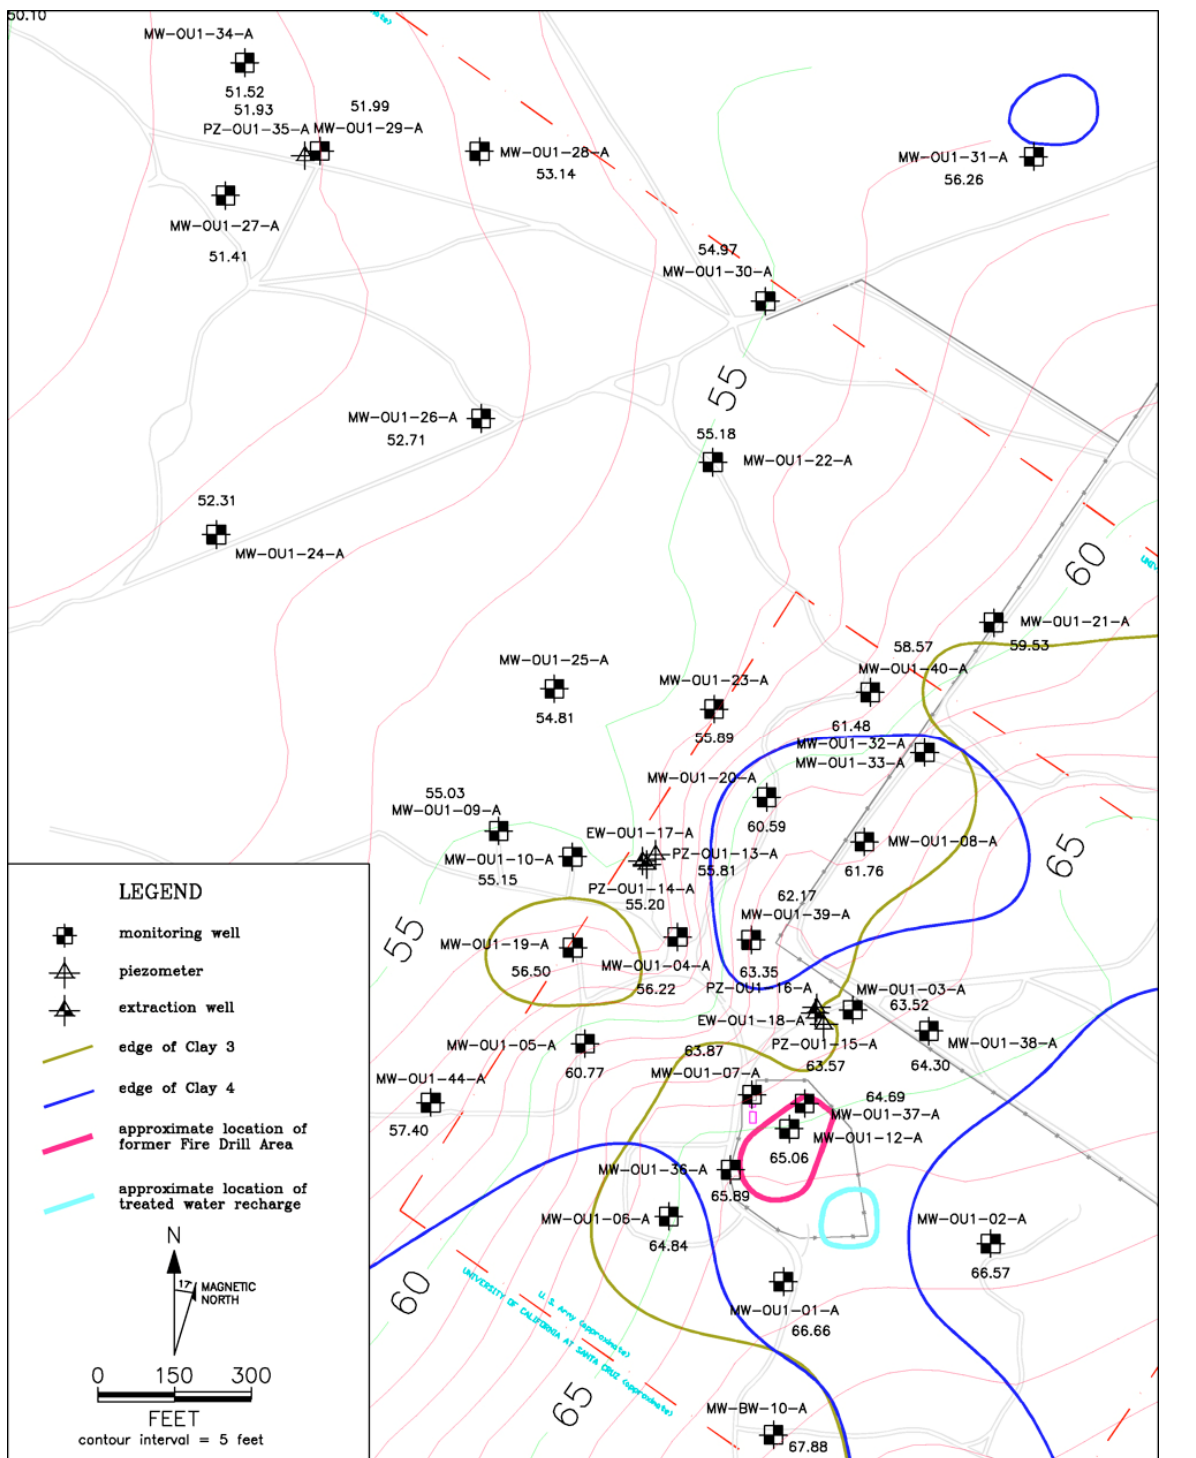 50.10
MW-OU1-34-A
51.52
51.93
51.99
PZ-OU1-35-A
MW-OU1-29-A
MW-OU1-28-A
53.14
MW-OU1-31-A
56.26
MW-OU1-27-A
51.41
54.97
MW-OU1-30-A
55
MW-OU1-26-A
52.71
55.18
MW-OU1-22-A
52.31
MW-OU1-24-A
60
MW-OU1-21-A
59.53
58.57
MW-OU1-40-A
MW-OU1-25-A
54.81
MW-OU1-23-A
55.89
61.48
MW-OU1-32-A
MW-OU1-33-A
MW-OU1-20-A
60.59
55.03
MW-OU1-09-A
EW-OU1-17-A
MW-OU1-10-A
55.15
PZ-OU1-13-A
55.81
PZ-OU1-14-A
55.20
MW-OU1-08-A
61.76
65
62.17
MW-OU1-39-A
63.35
55
MW-OU1-19-A
56.50
MW-OU1-04-A
56.22
PZ-OU1-16-A
MW-OU1-03-A
63.52
EW-OU1-18-A
PZ-OU1-15-A
63.57
MW-OU1-38-A
64.30
MW-OU1-05-A
60.77
63.87
MW-OU1-07-A
MW-OU1-44-A
57.40
64.69
MW-OU1-37-A
MW-OU1-12-A
65.06
MW-OU1-36-A
65.89
MW-OU1-06-A
64.84
MW-OU1-02-A
66.57
60
MW-OU1-01-A
66.66
U. S. Army (approximate)
UNIVERSITY OF CALIFORNIA AT SANTA CRUZ (approximate)
65
MW-BW-10-A
67.88
LEGEND
monitoring well
piezometer
extraction well
edge of Clay 3
edge of Clay 4
approximate location of
former Fire Drill Area
approximate location of
treated water recharge
N
17°
MAGNETIC
NORTH
0 150 300
FEET
contour interval = 5 feet